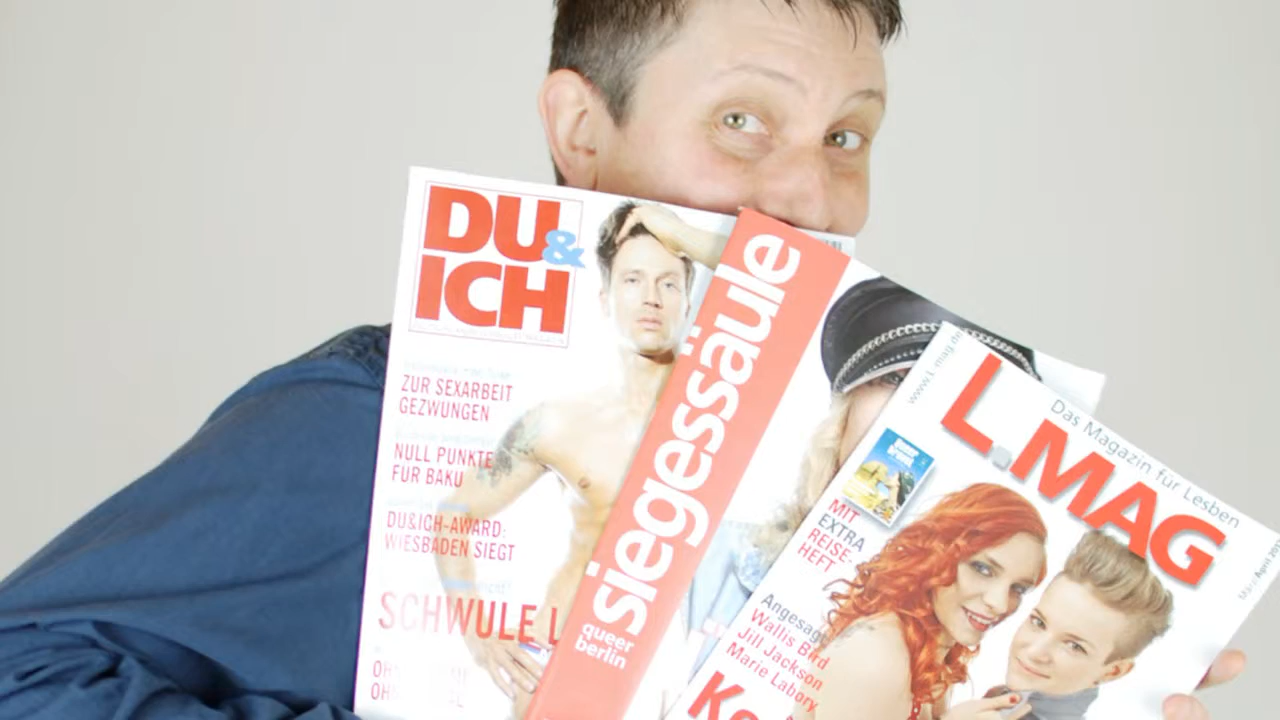 DU&
ICH
ZUR SEXARBEIT
GEZWUNGEN
NULL PUNKTE
FÜR BAKU
DU&ICH-AWARD:
WIESBADEN SIEGT
SCHWULE L
siegessäule
queer
berlin
www.l-mag.de
Das Magazin für Lesben
L.MAG
MIT
EXTRA
REISE-
HEFT
Angesagt
Wallis Bird
Jill Jackson
Marie Labory